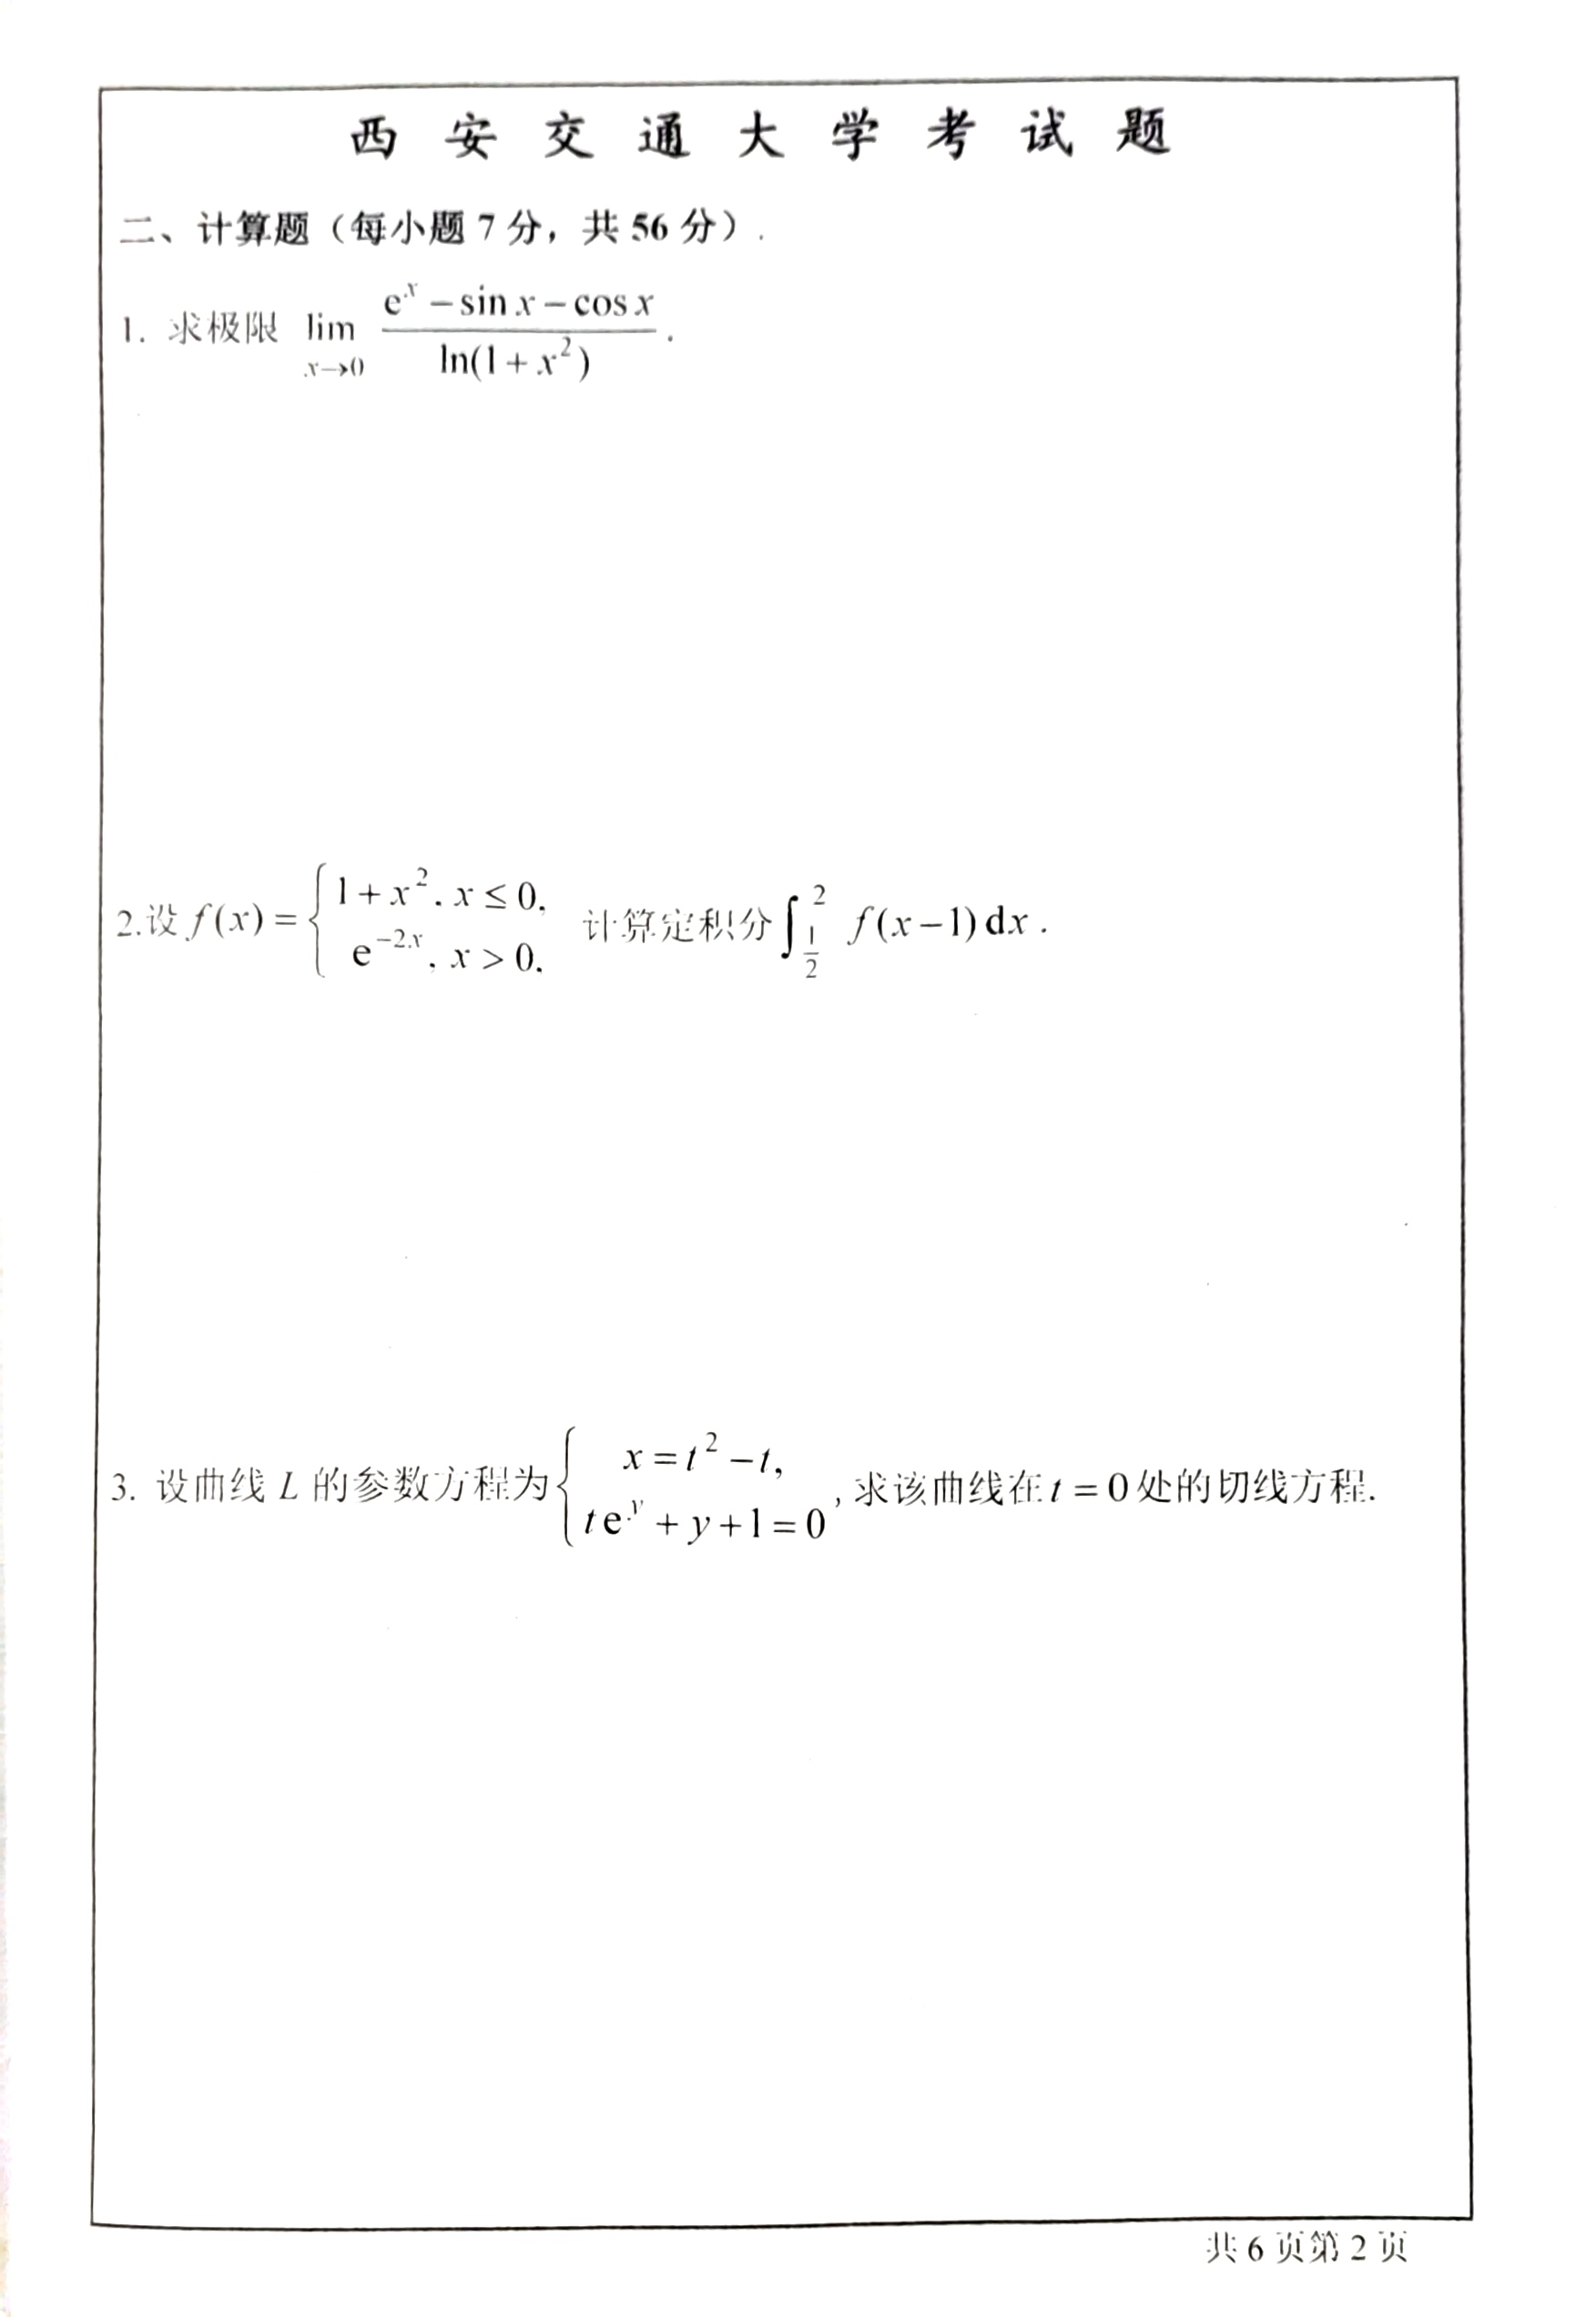 西安交通大学考试题
二、计算题（每小题 7 分，共 56 分）.
1. 求极限 $\lim\limits_{x\to 0} \frac{e^x - \sin x - \cos x}{\ln(1+x^2)}$ .
2.设 $f(x) = \begin{cases} 1+x^2, x \le 0, \\ e^{-2x}, x > 0. \end{cases}$ 计算定积分 $\int_{\frac{1}{2}}^{2} f(x-1)\,\mathrm{d}x$ .
3. 设曲线 $L$ 的参数方程为 $\begin{cases} x = t^2 - t, \\ te^y + y + 1 = 0 \end{cases}$, 求该曲线在 $t = 0$ 处的切线方程.
共 6 页第 2 页